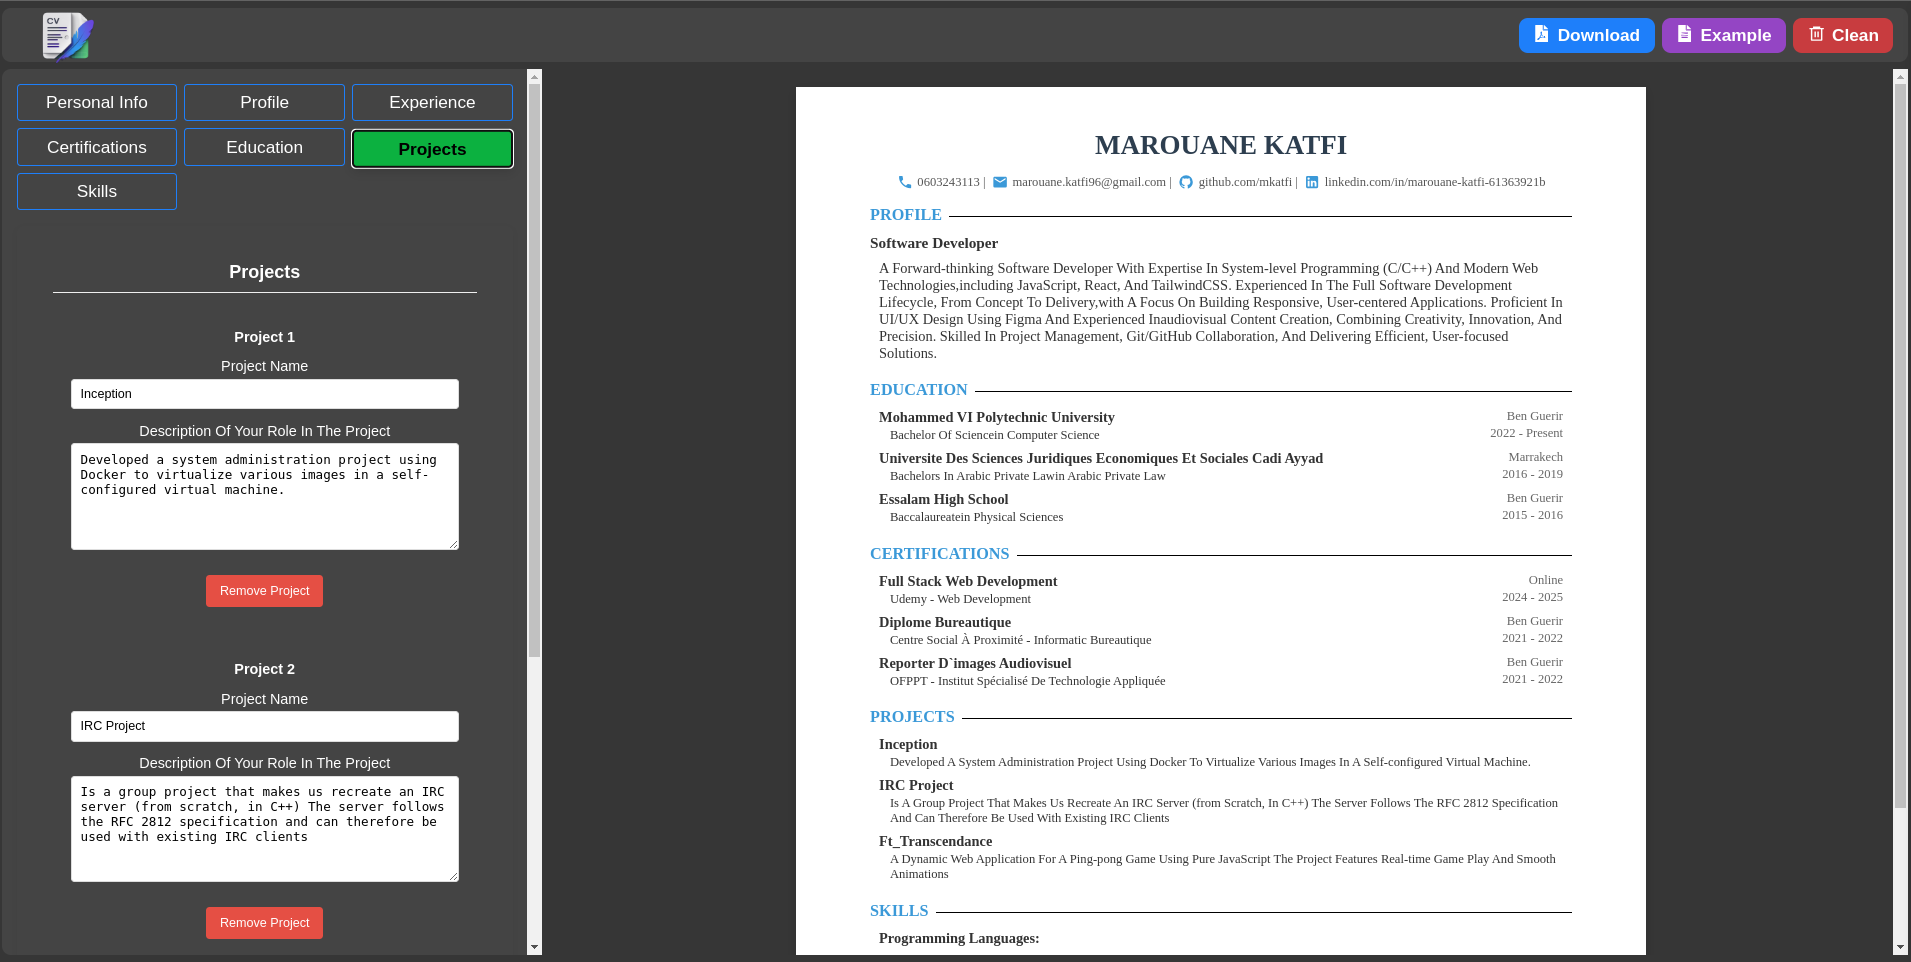 CV
Download
Example
Clean
Personal Info
Profile
Experience
Certifications
Education
Projects
Skills
Projects
Project 1
Project Name
Inception
Description Of Your Role In The Project
Developed a system administration project using
Docker to virtualize various images in a self-
configured virtual machine.
Remove Project
Project 2
Project Name
IRC Project
Description Of Your Role In The Project
Is a group project that makes us recreate an IRC
server (from scratch, in C++) The server follows
the RFC 2812 specification and can therefore be
used with existing IRC clients
Remove Project
MAROUANE KATFI
0603243113 | marouane.katfi96@gmail.com | github.com/mkatfi | linkedin.com/in/marouane-katfi-61363921b
PROFILE
Software Developer
A Forward-thinking Software Developer With Expertise In System-level Programming (C/C++) And Modern Web
Technologies,including JavaScript, React, And TailwindCSS. Experienced In The Full Software Development
Lifecycle, From Concept To Delivery,with A Focus On Building Responsive, User-centered Applications. Proficient In
UI/UX Design Using Figma And Experienced Inaudiovisual Content Creation, Combining Creativity, Innovation, And
Precision. Skilled In Project Management, Git/GitHub Collaboration, And Delivering Efficient, User-focused
Solutions.
EDUCATION
Mohammed VI Polytechnic University
Ben Guerir
Bachelor Of Sciencein Computer Science
2022 - Present
Universite Des Sciences Juridiques Economiques Et Sociales Cadi Ayyad
Marrakech
Bachelors In Arabic Private Lawin Arabic Private Law
2016 - 2019
Essalam High School
Ben Guerir
Baccalaureatein Physical Sciences
2015 - 2016
CERTIFICATIONS
Full Stack Web Development
Online
Udemy - Web Development
2024 - 2025
Diplome Bureautique
Ben Guerir
Centre Social À Proximité - Informatic Bureautique
2021 - 2022
Reporter D`images Audiovisuel
Ben Guerir
OFPPT - Institut Spécialisé De Technologie Appliquée
2021 - 2022
PROJECTS
Inception
Developed A System Administration Project Using Docker To Virtualize Various Images In A Self-configured Virtual Machine.
IRC Project
Is A Group Project That Makes Us Recreate An IRC Server (from Scratch, In C++) The Server Follows The RFC 2812 Specification
And Can Therefore Be Used With Existing IRC Clients
Ft_Transcendance
A Dynamic Web Application For A Ping-pong Game Using Pure JavaScript The Project Features Real-time Game Play And Smooth
Animations
SKILLS
Programming Languages: